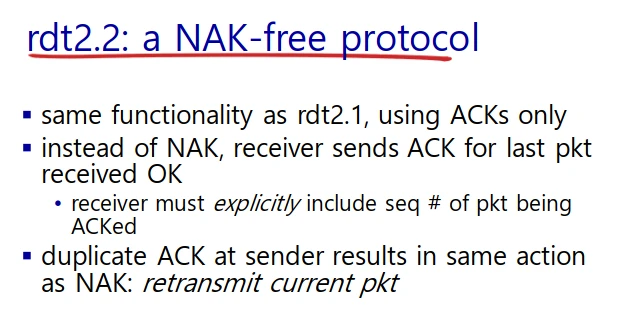 rdt2.2: a NAK-free protocol
▪ same functionality as rdt2.1, using ACKs only
▪ instead of NAK, receiver sends ACK for last pkt
received OK
• receiver must explicitly include seq # of pkt being
ACKed
▪ duplicate ACK at sender results in same action
as NAK: retransmit current pkt